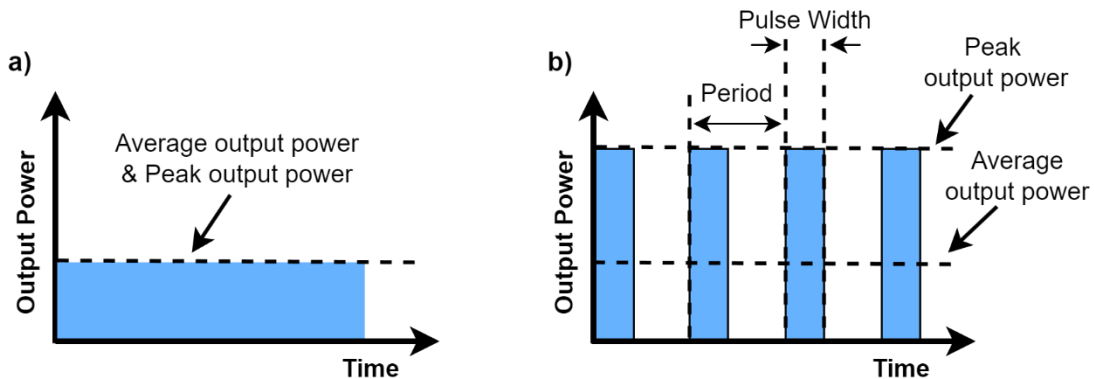 a)
Output Power
Average output power
& Peak output power
Time
b)
Output Power
Pulse Width
Period
Peak
output power
Average
output power
Time